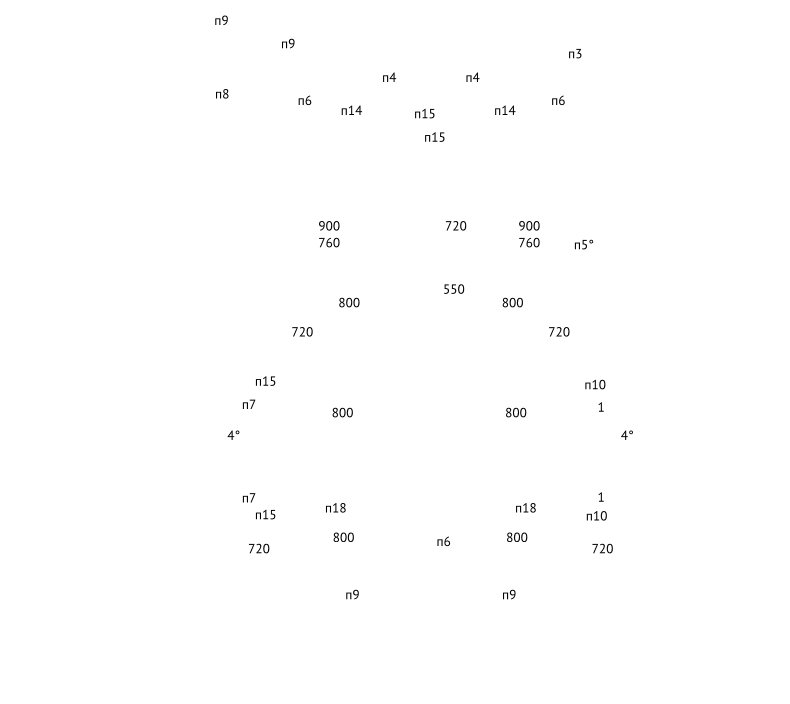 п9
п9
п3
п4 п4
п8 п6 п6
п14 п15 п14
п15
900 720 900
760 760 п5°
550
800 800
720 720
п15 п10
п7 1
800 800
4° 4°
п7 1
п18 п18
п15 п10
800 п6 800
720 720
п9 п9